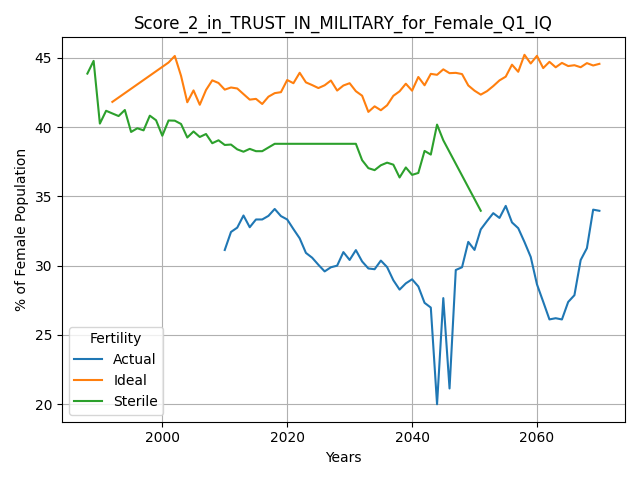 Score_2_in_TRUST_IN_MILITARY_for_Female_Q1_IQ
% of Female Population
45
40
35
30
25
20
Fertility
Actual
Ideal
Sterile
2000 2020 2040 2060
Years